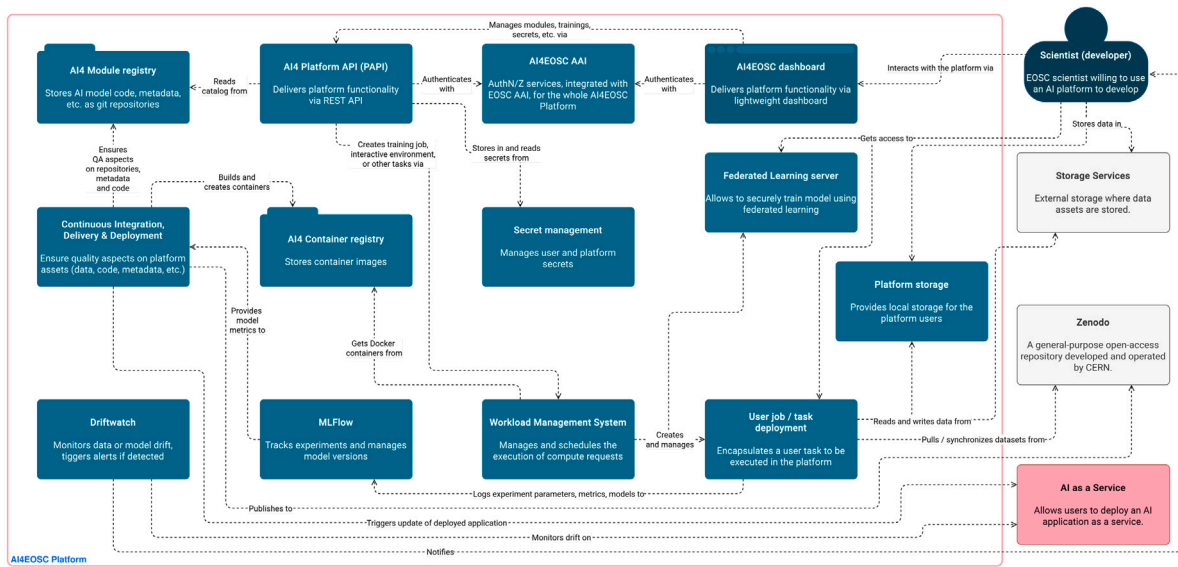 Manages modules, trainings,
secrets, etc. via
AI4 Module registry
Stores AI model code, metadata,
etc. as git repositories
Reads
catalog from
AI4 Platform API (PAPI)
Delivers platform functionality
via REST API
Authenticates
with
AI4EOSC AAI
AuthN/Z services, integrated with
EOSC AAI, for the whole AI4EOSC
Platform
Authenticates
with
AI4EOSC dashboard
Delivers platform functionality via
lightweight dashboard
Interacts with the platform via
Scientist (developer)
EOSC scientist willing to use
an AI platform to develop
Ensures
QA aspects
on repositories,
metadata
and code
Builds and
creates containers
Creates training job,
interactive environment,
or other tasks via
Stores in and reads
secrets from
Gets access to
Stores data in
Federated Learning server
Allows to securely train model using
federated learning
Storage Services
External storage where data
assets are stored.
Continuous Integration,
Delivery & Deployment
Ensure quality aspects on platform
assets (data, code, metadata, etc.)
AI4 Container registry
Stores container images
Secret management
Manages user and platform
secrets
Platform storage
Provides local storage for the
platform users
Provides
model
metrics to
Gets Docker
containers from
Zenodo
A general-purpose open-access
repository developed and operated
by CERN.
Driftwatch
Monitors data or model drift,
tiggers alerts if detected
MLFlow
Tracks experiments and manages
model versions
Workload Management System
Manages and schedules the
execution of compute requests
Creates
and manages
User job / task
deployment
Encapsulates a user task to be
executed in the platform
Reads and writes data from
Pulls / synchronizes datasets from
Logs experiment parameters, metrics, models to
Publishes to
Triggers update of deployed application
Monitors drift on
Notifies
AI as a Service
Allows users to deploy an AI
application as a service.
AI4EOSC Platform